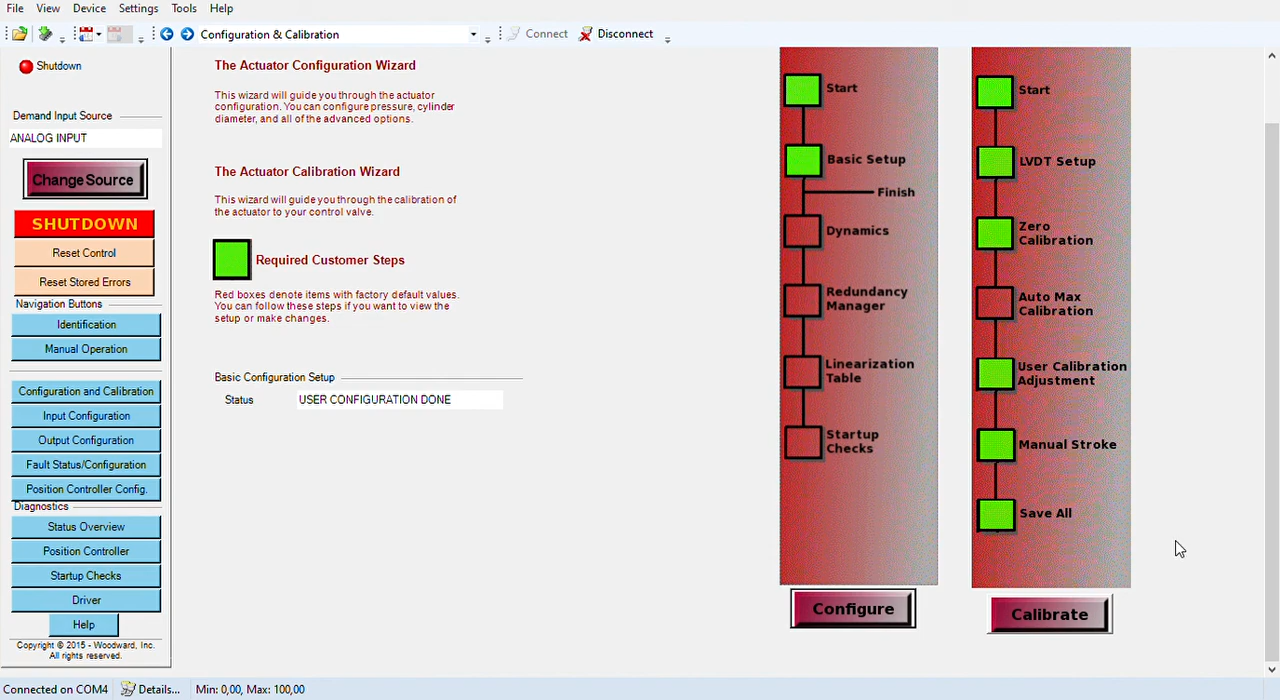 File View Device Settings Tools Help
Configuration & Calibration Connect Disconnect
Shutdown
Demand Input Source
ANALOG INPUT
Change Source
SHUTDOWN
Reset Control
Reset Stored Errors
Navigation Buttons
Identification
Manual Operation
Configuration and Calibration
Input Configuration
Output Configuration
Fault Status/Configuration
Position Controller Config.
Diagnostics
Status Overview
Position Controller
Startup Checks
Driver
Help
Copyright © 2015 - Woodward, Inc.
All rights reserved.
The Actuator Configuration Wizard
This wizard will guide you through the actuator
configuration. You can configure pressure, cylinder
diameter, and all of the advanced options.
The Actuator Calibration Wizard
This wizard will guide you through the calibration of
the actuator to your control valve.
Required Customer Steps
Red boxes denote items with factory default values.
You can follow these steps if you want to view the
setup or make changes.
Basic Configuration Setup
Status USER CONFIGURATION DONE
Start
Basic Setup
Finish
Dynamics
Redundancy
Manager
Linearization
Table
Startup
Checks
Configure
Start
LVDT Setup
Zero
Calibration
Auto Max
Calibration
User Calibration
Adjustment
Manual Stroke
Save All
Calibrate
Connected on COM4 Details... Min: 0,00, Max: 100,00